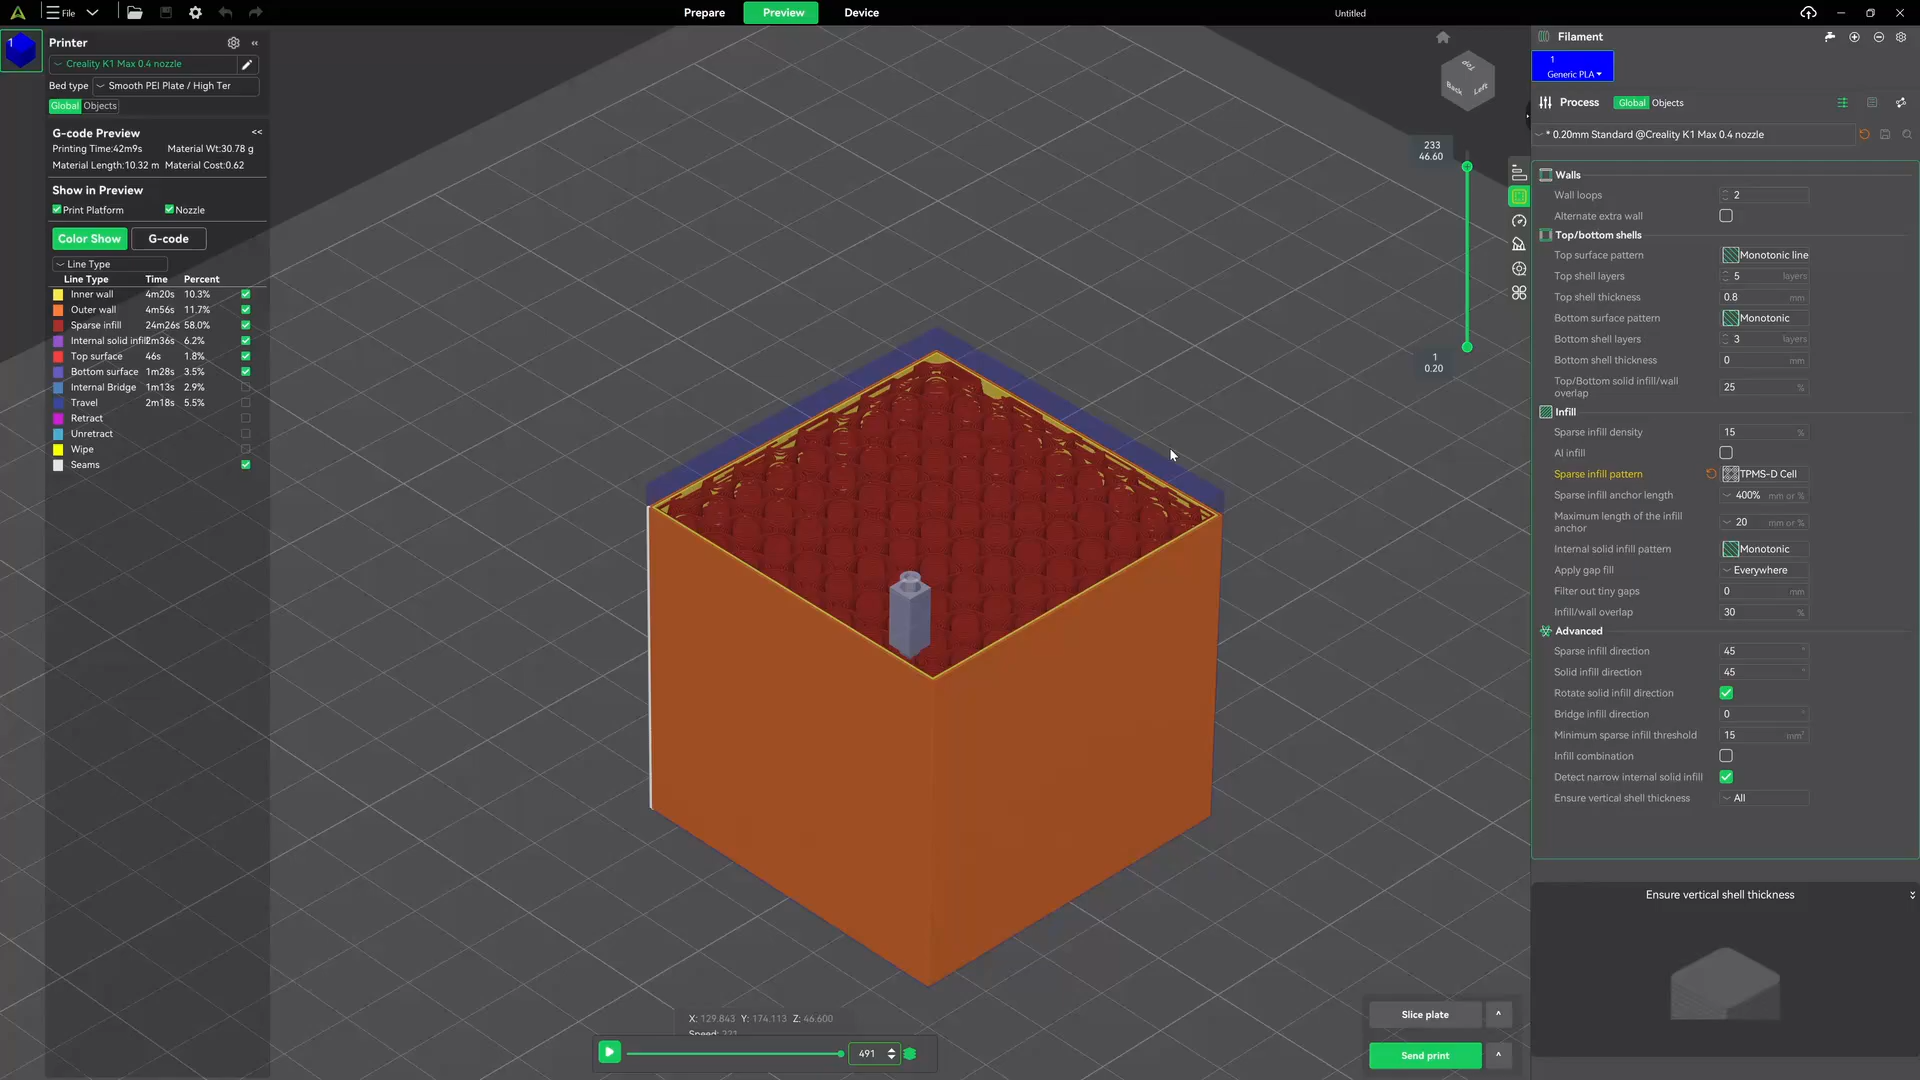 File
Prepare
Preview
Device
Untitled
1
Printer
Creality K1 Max 0.4 nozzle
Bed type
Smooth PEI Plate / High Ter
Global
Objects
G-code Preview
<<
Printing Time:42m9s
Material Wt:30.78 g
Material Length:10.32 m
Material Cost:0.62
Show in Preview
Print Platform
Nozzle
Color Show
G-code
Line Type
Line Type Time Percent
Inner wall 4m20s 10.3%
Outer wall 4m56s 11.7%
Sparse infill 24m26s 58.0%
Internal solid infill 2m36s 6.2%
Top surface 46s 1.8%
Bottom surface 1m28s 3.5%
Internal Bridge 1m13s 2.9%
Travel 2m18s 5.5%
Retract
Unretract
Wipe
Seams
Top
Back
Left
233
46.60
1
0.20
X: 129.843 Y: 174.113 Z: 46.600
491
Slice plate
Send print
Filament
1
Generic PLA
Process
Global
Objects
* 0.20mm Standard @Creality K1 Max 0.4 nozzle
Walls
Wall loops 2
Alternate extra wall
Top/bottom shells
Top surface pattern Monotonic line
Top shell layers 5 layers
Top shell thickness 0.8 mm
Bottom surface pattern Monotonic
Bottom shell layers 3 layers
Bottom shell thickness 0 mm
Top/Bottom solid infill/wall
overlap 25 %
Infill
Sparse infill density 15 %
AI infill
Sparse infill pattern TPMS-D Cell
Sparse infill anchor length 400% mm or %
Maximum length of the infill
anchor 20 mm or %
Internal solid infill pattern Monotonic
Apply gap fill Everywhere
Filter out tiny gaps 0 mm
Infill/wall overlap 30 %
Advanced
Sparse infill direction 45 °
Solid infill direction 45 °
Rotate solid infill direction
Bridge infill direction 0 °
Minimum sparse infill threshold 15 mm²
Infill combination
Detect narrow internal solid infill
Ensure vertical shell thickness All
Ensure vertical shell thickness